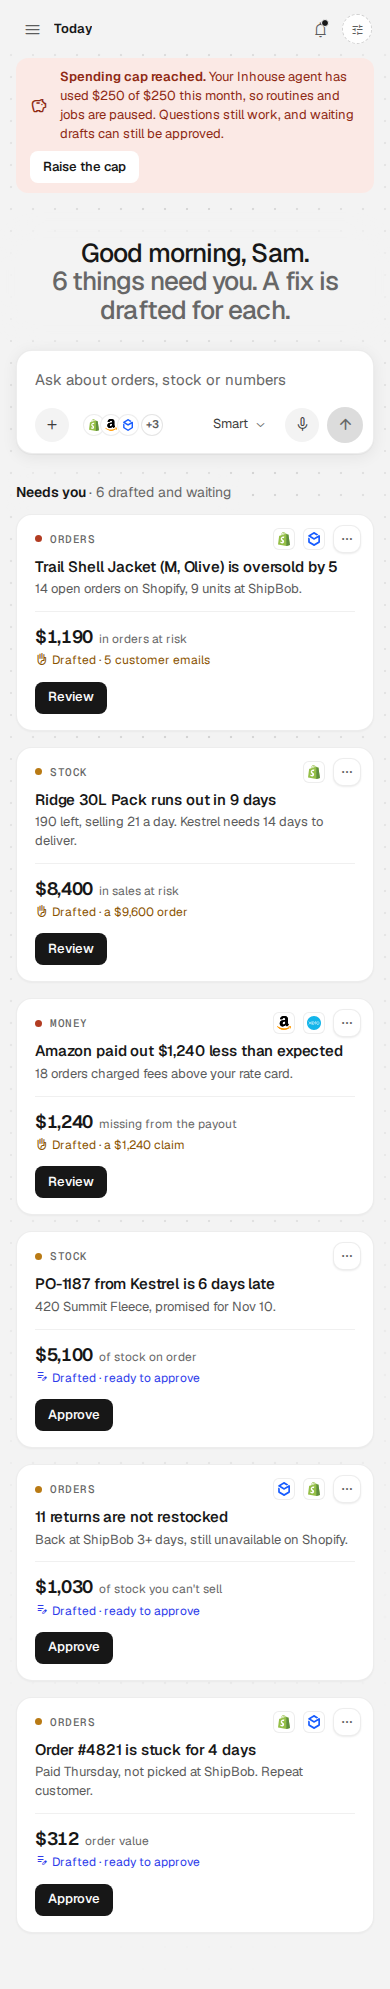 Today
Spending cap reached. Your Inhouse agent has
used $250 of $250 this month, so routines and
jobs are paused. Questions still work, and waiting
drafts can still be approved.
Raise the cap
Good morning, Sam.
6 things need you. A fix is
drafted for each.
Ask about orders, stock or numbers
+3
Smart
Needs you · 6 drafted and waiting
ORDERS
Trail Shell Jacket (M, Olive) is oversold by 5
14 open orders on Shopify, 9 units at ShipBob.
$1,190 in orders at risk
Drafted · 5 customer emails
Review
STOCK
Ridge 30L Pack runs out in 9 days
190 left, selling 21 a day. Kestrel needs 14 days to
deliver.
$8,400 in sales at risk
Drafted · a $9,600 order
Review
MONEY
Amazon paid out $1,240 less than expected
18 orders charged fees above your rate card.
$1,240 missing from the payout
Drafted · a $1,240 claim
Review
STOCK
PO-1187 from Kestrel is 6 days late
420 Summit Fleece, promised for Nov 10.
$5,100 of stock on order
Drafted · ready to approve
Approve
ORDERS
11 returns are not restocked
Back at ShipBob 3+ days, still unavailable on Shopify.
$1,030 of stock you can't sell
Drafted · ready to approve
Approve
ORDERS
Order #4821 is stuck for 4 days
Paid Thursday, not picked at ShipBob. Repeat
customer.
$312 order value
Drafted · ready to approve
Approve